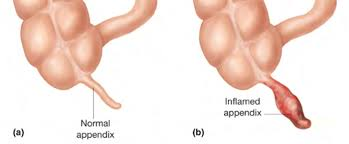 Normal
appendix
(a)
Inflamed
appendix
(b)